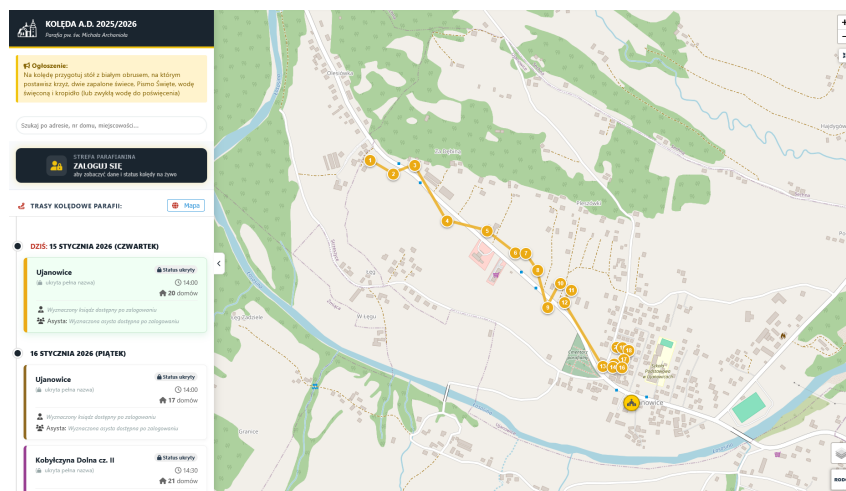 KOLĘDA A.D. 2025/2026
Parafia pw. św. Michała Archanioła
Ogłoszenie:
Na kolędę przygotuj stół z białym obrusem, na którym
postawisz krzyż, dwie zapalone świece, Pismo Święte, wodę
święconą i kropidło (lub zwykłą wodę do poświęcenia)
Szukaj po adresie, nr domu, miejscowości...
STREFA PARAFIANINA
ZALOGUJ SIĘ
aby zobaczyć dane i status kolędy na żywo
TRASY KOLĘDOWE PARAFII:
Mapa
DZIŚ: 15 STYCZNIA 2026 (CZWARTEK)
Ujanowice
Status ukryty
ukryta pełna nazwa)
14:00
20 domów
Wyznaczony ksiądz dostępny po zalogowaniu
Asysta: Wyznaczona asysta dostępna po zalogowaniu
16 STYCZNIA 2026 (PIĄTEK)
Ujanowice
Status ukryty
ukryta pełna nazwa)
14:00
17 domów
Wyznaczony ksiądz dostępny po zalogowaniu
Asysta: Wyznaczona asysta dostępna po zalogowaniu
Kobyłczyna Dolna cz. II
Status ukryty
ukryta pełna nazwa)
14:30
21 domów
1
2
3
4
5
6
7
8
9
10
11
12
13
14
16
Pieczówki
W Łęgu
Granice